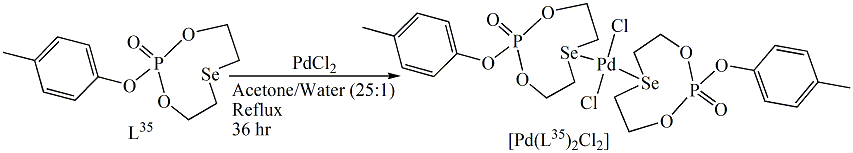 O
O
P
O
O
Se
L³⁵
PdCl₂
Acetone/Water (25:1)
Reflux
36 hr
O
O
P
O
O
Se
Cl
Pd
Cl
Se
O
O
P
O
O
[Pd(L³⁵)₂Cl₂]